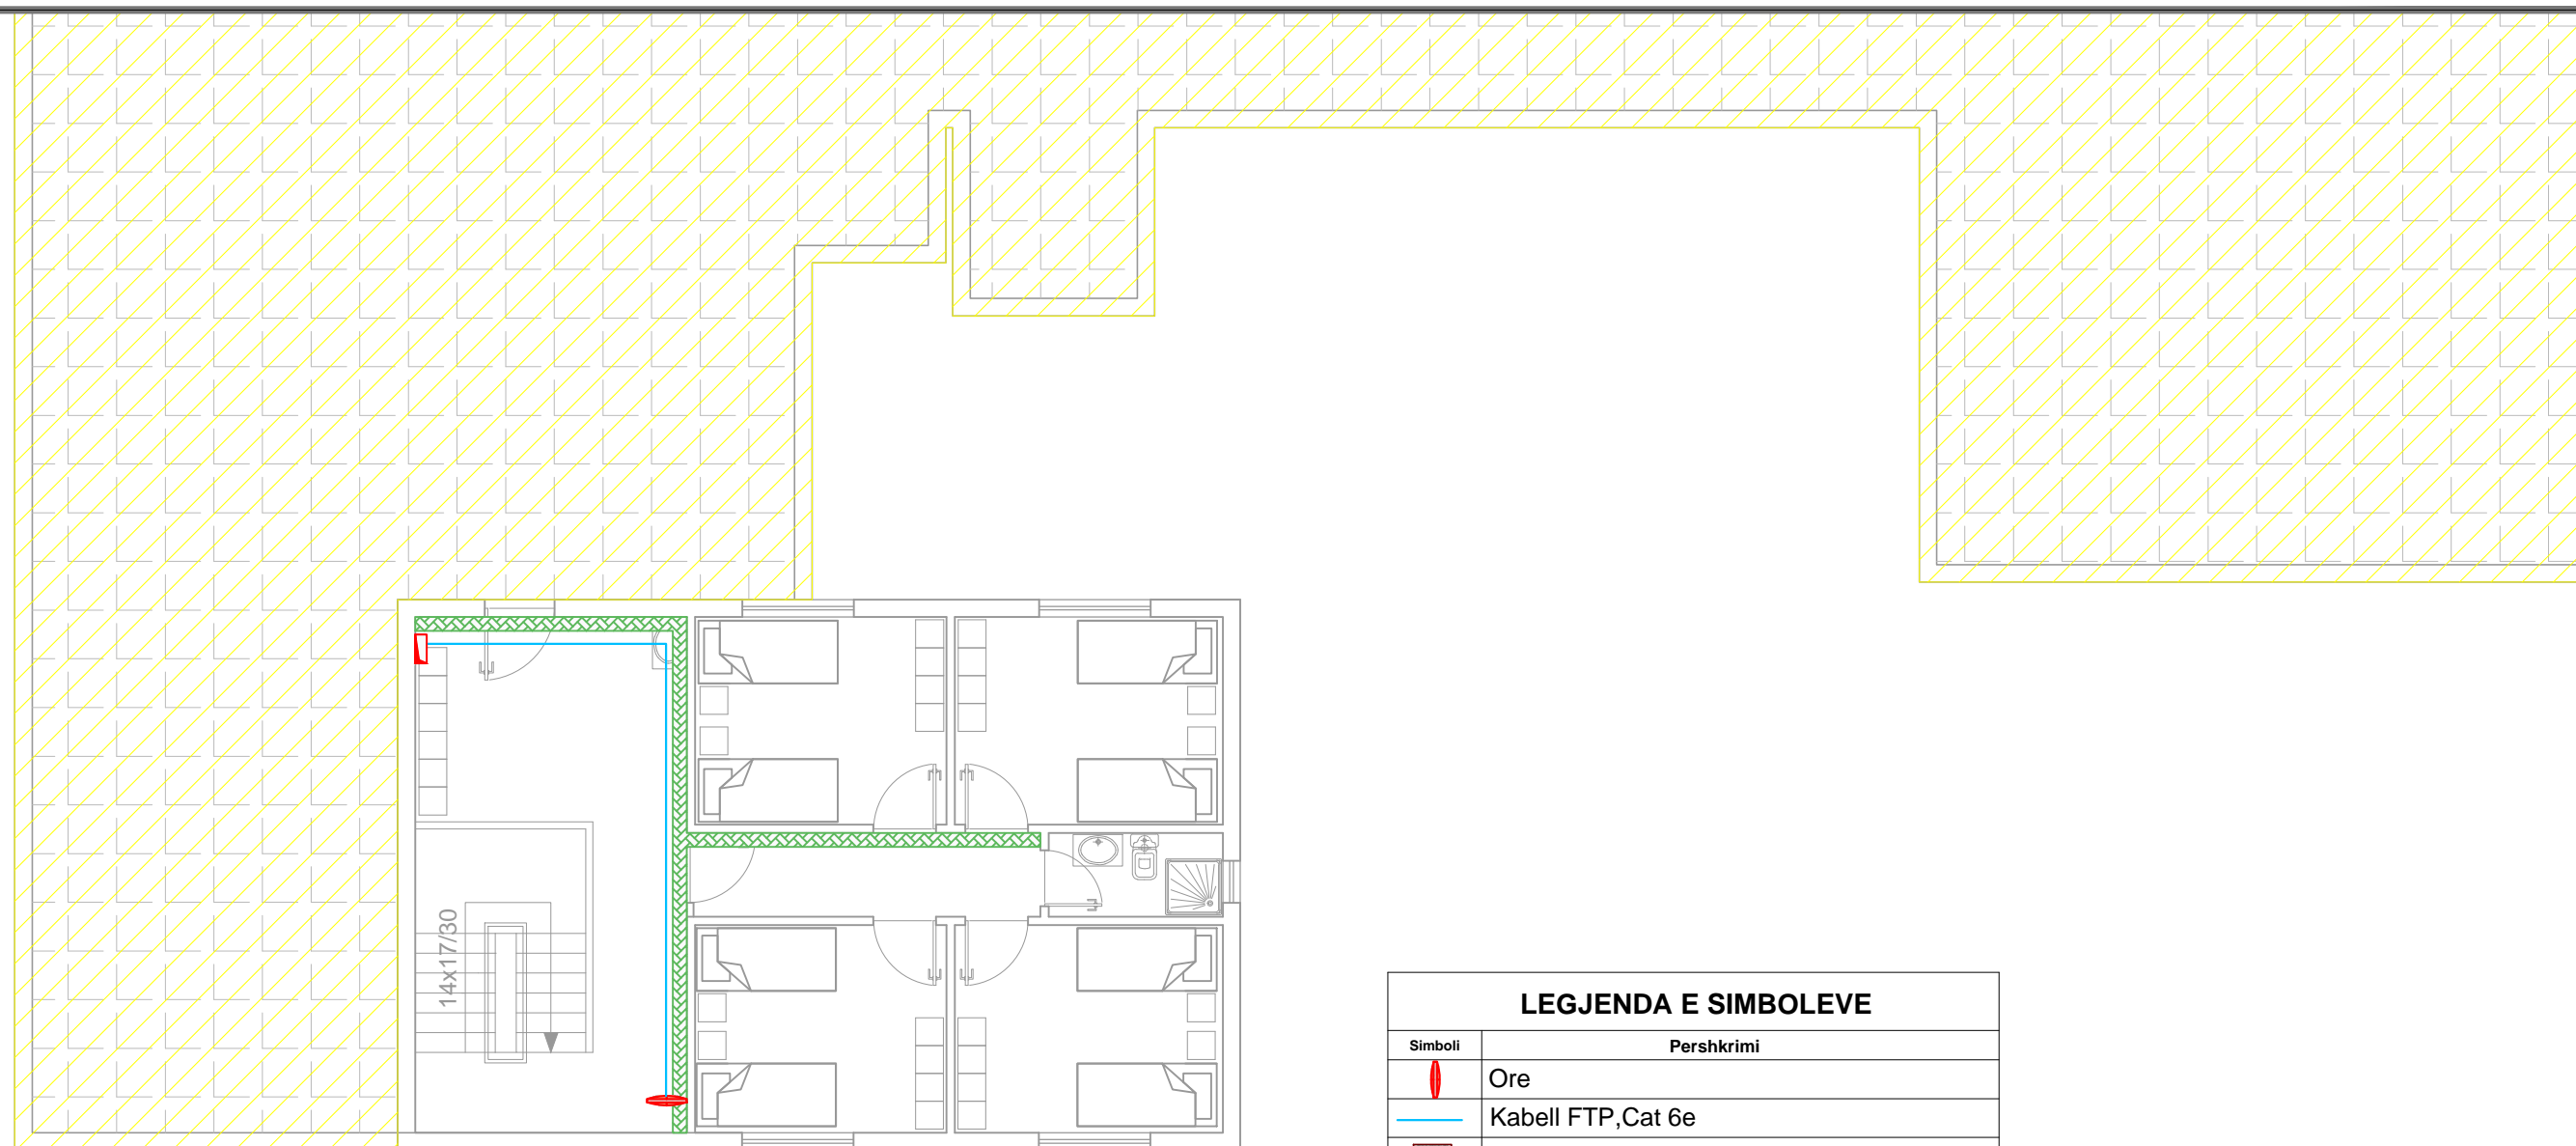 14x17/30
LEGJENDA E SIMBOLEVE
Simboli Pershkrimi
Ore
Kabell FTP,Cat 6e